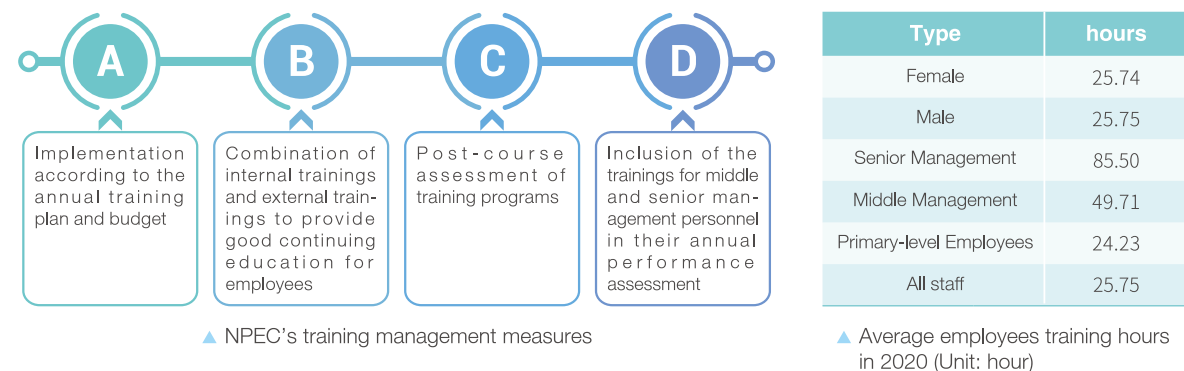 A
Implementation
according to the
annual training
plan and budget
B
Combination of
internal trainings
and external train-
ings to provide
good continuing
education for
employees
C
Post-course
assessment of
training programs
D
Inclusion of the
trainings for middle
and senior man-
agement personnel
in their annual
performance
assessment
▲ NPEC's training management measures
Type hours
Female 25.74
Male 25.75
Senior Management 85.50
Middle Management 49.71
Primary-level Employees 24.23
All staff 25.75
▲ Average employees training hours
in 2020 (Unit: hour)